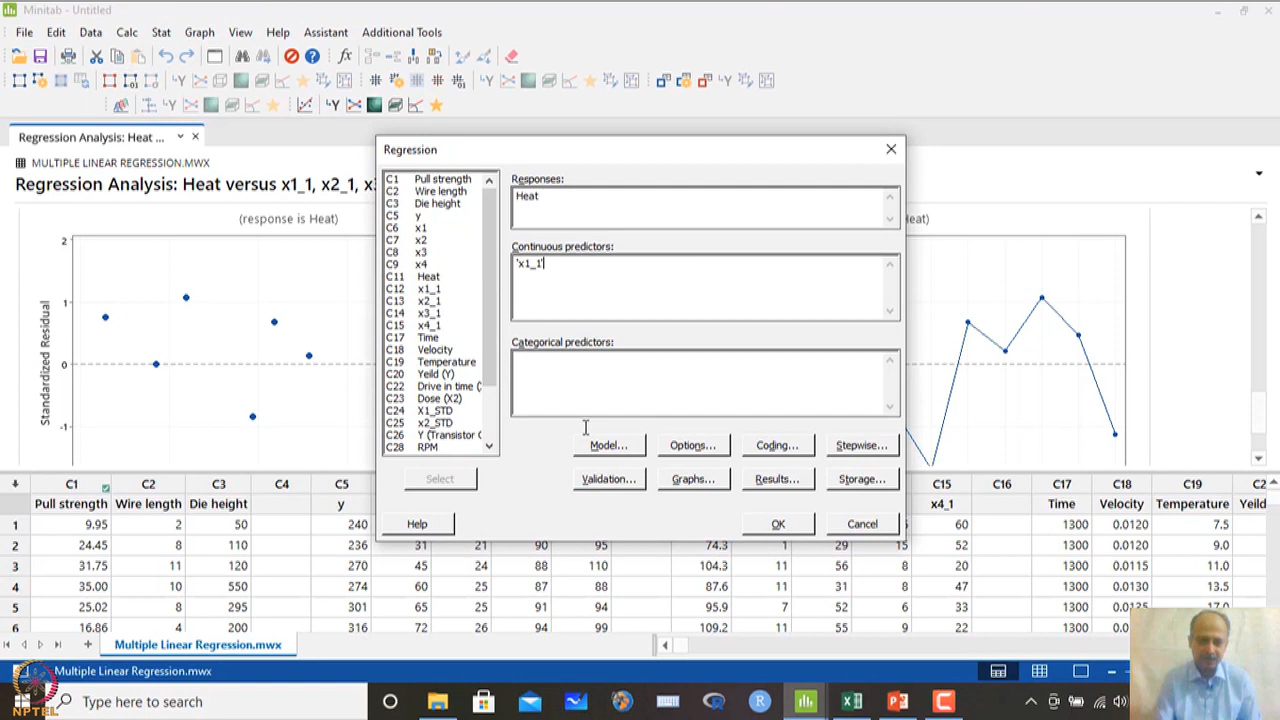 Minitab - Untitled
File Edit Data Calc Stat Graph View Help Assistant Additional Tools
Regression Analysis: Heat ...
MULTIPLE LINEAR REGRESSION.MWX
Regression Analysis: Heat versus x1_1, x2_1, x3
(response is Heat)
Standardized Residual
2
1
0
-1
Regression
C1 Pull strength
C2 Wire length
C3 Die height
C5 y
C6 x1
C7 x2
C8 x3
C9 x4
C11 Heat
C12 x1_1
C13 x2_1
C14 x3_1
C15 x4_1
C17 Time
C18 Velocity
C19 Temperature
C20 Yeild (Y)
C22 Drive in time (
C23 Dose (X2)
C24 X1_STD
C25 x2_STD
C26 Y (Transistor G
C28 RPM
Responses:
Heat
Continuous predictors:
'x1_1'
Categorical predictors:
Model... Options... Coding... Stepwise...
Select Validation... Graphs... Results... Storage...
Help OK Cancel
C1 C2 C3 C4 C5 C15 C16 C17 C18 C19 C2
Pull strength Wire length Die height y x4_1 Time Velocity Temperature Yeild
1 9.95 2 50 240 60 1300 0.0120 7.5
2 24.45 8 110 236 31 21 90 95 74.3 1 29 15 52 1300 0.0120 9.0
3 31.75 11 120 270 45 24 88 110 104.3 11 56 8 20 1300 0.0115 11.0
4 35.00 10 550 274 60 25 87 88 87.6 11 31 8 47 1300 0.0130 13.5
5 25.02 8 295 301 65 25 91 94 95.9 7 52 6 33 1300 0.0135 17.0
6 16.86 4 200 316 72 26 94 99 109.2 11 55 9 22 1300
Multiple Linear Regression.mwx
Multiple Linear Regression.mwx
Type here to search
NPTEL